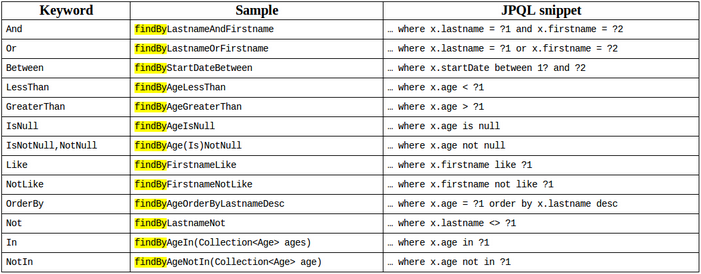 Keyword Sample JPQL snippet
And findByLastnameAndFirstname … where x.lastname = ?1 and x.firstname = ?2
Or findByLastnameOrFirstname … where x.lastname = ?1 or x.firstname = ?2
Between findByStartDateBetween … where x.startDate between 1? and ?2
LessThan findByAgeLessThan … where x.age < ?1
GreaterThan findByAgeGreaterThan … where x.age > ?1
IsNull findByAgeIsNull … where x.age is null
IsNotNull,NotNull findByAge(Is)NotNull … where x.age not null
Like findByFirstnameLike … where x.firstname like ?1
NotLike findByFirstnameNotLike … where x.firstname not like ?1
OrderBy findByAgeOrderByLastnameDesc … where x.age = ?1 order by x.lastname desc
Not findByLastnameNot … where x.lastname <> ?1
In findByAgeIn(Collection<Age> ages) … where x.age in ?1
NotIn findByAgeNotIn(Collection<Age> age) … where x.age not in ?1